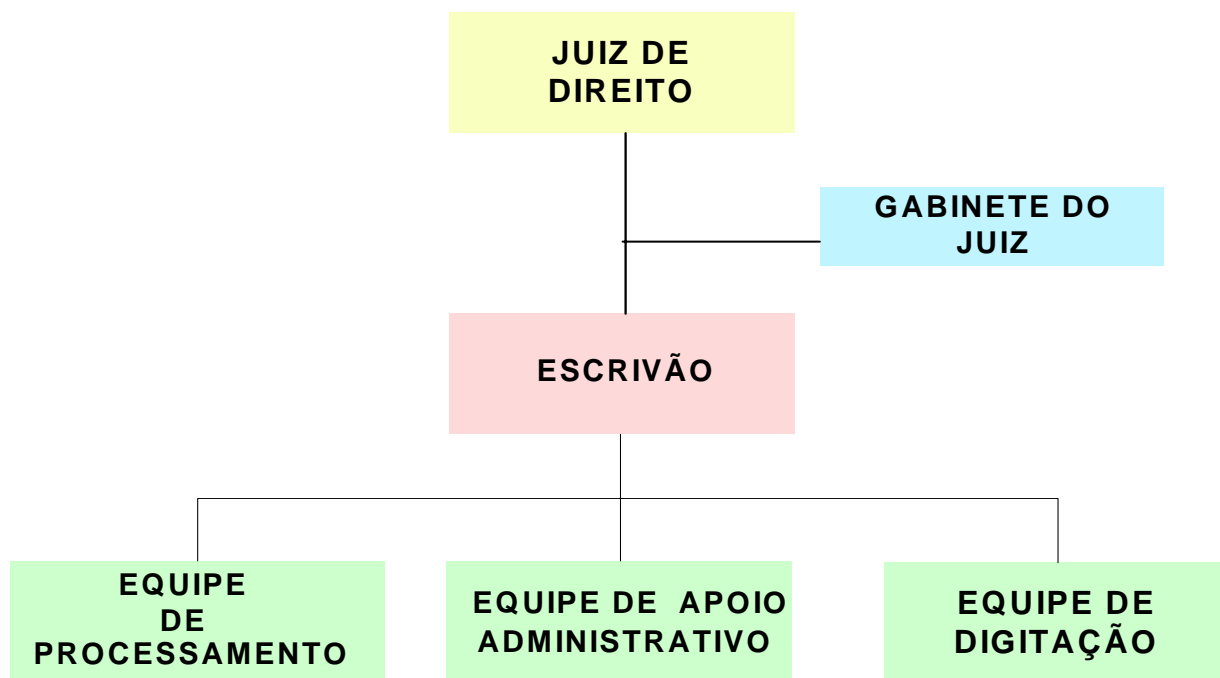 JUIZ DE
DIREITO
GABINETE DO
JUIZ
ESCRIVÃO
EQUIPE
DE
PROCESSAMENTO
EQUIPE DE APOIO
ADMINISTRATIVO
EQUIPE DE
DIGITAÇÃO